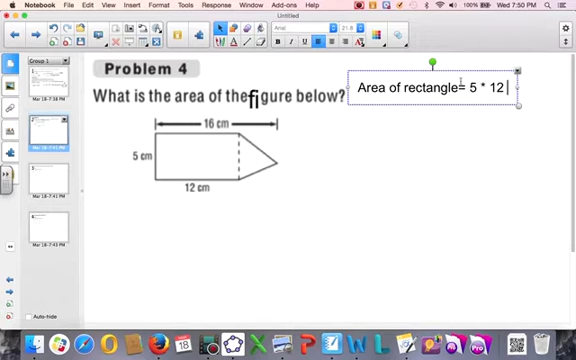 Notebook File Edit View Insert Format Tools Add-ons Window Help
Wed 7:50 PM
Untitled
Arial
Group 1
Mar 18-7:38 PM
Mar 18-7:41 PM
Mar 18-7:41 PM
Mar 18-7:44 PM
Auto-hide
Problem 4
What is the area of the figure below?
Area of rectangle= 5 * 12
16 cm
5 cm
12 cm
18
Pro